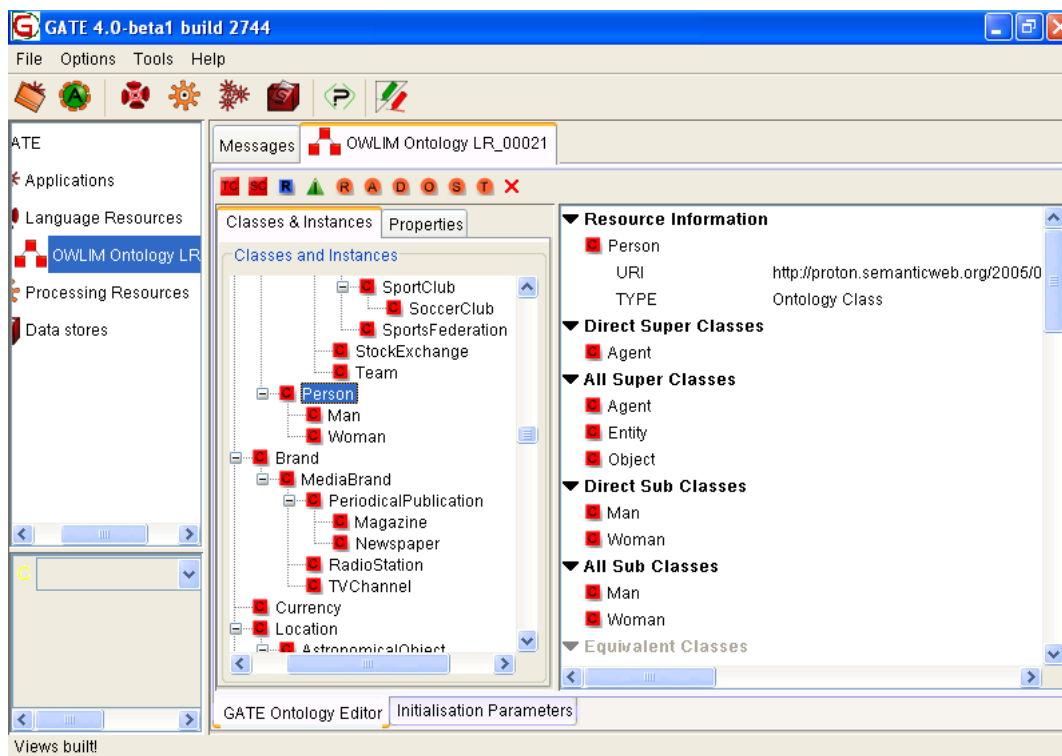 GATE 4.0-beta1 build 2744
File Options Tools Help
ATE
Applications
Language Resources
OWLIM Ontology LR
Processing Resources
Data stores
Messages
OWLIM Ontology LR_00021
TC SC R R A D O S T
Classes & Instances
Properties
Classes and Instances
C SportClub
C SoccerClub
C SportsFederation
C StockExchange
C Team
C Person
C Man
C Woman
C Brand
C MediaBrand
C PeriodicalPublication
C Magazine
C Newspaper
C RadioStation
C TVChannel
C Currency
C Location
C AstronomicalObject
Resource Information
C Person
URI http://proton.semanticweb.org/2005/0
TYPE Ontology Class
Direct Super Classes
C Agent
All Super Classes
C Agent
C Entity
C Object
Direct Sub Classes
C Man
C Woman
All Sub Classes
C Man
C Woman
Equivalent Classes
C
GATE Ontology Editor
Initialisation Parameters
Views built!